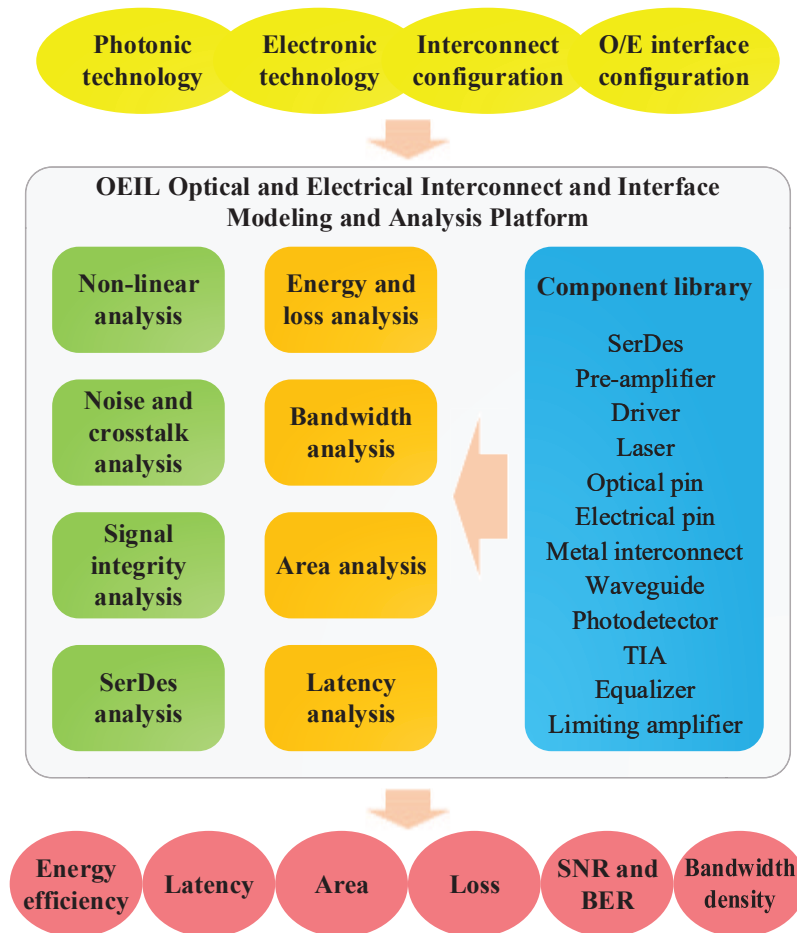 Photonic
technology
Electronic
technology
Interconnect
configuration
O/E interface
configuration
OEIL Optical and Electrical Interconnect and Interface
Modeling and Analysis Platform
Non-linear
analysis
Energy and
loss analysis
Noise and
crosstalk
analysis
Bandwidth
analysis
Signal
integrity
analysis
Area analysis
SerDes
analysis
Latency
analysis
Component library
SerDes
Pre-amplifier
Driver
Laser
Optical pin
Electrical pin
Metal interconnect
Waveguide
Photodetector
TIA
Equalizer
Limiting amplifier
Energy
efficiency
Latency
Area
Loss
SNR and
BER
Bandwidth
density